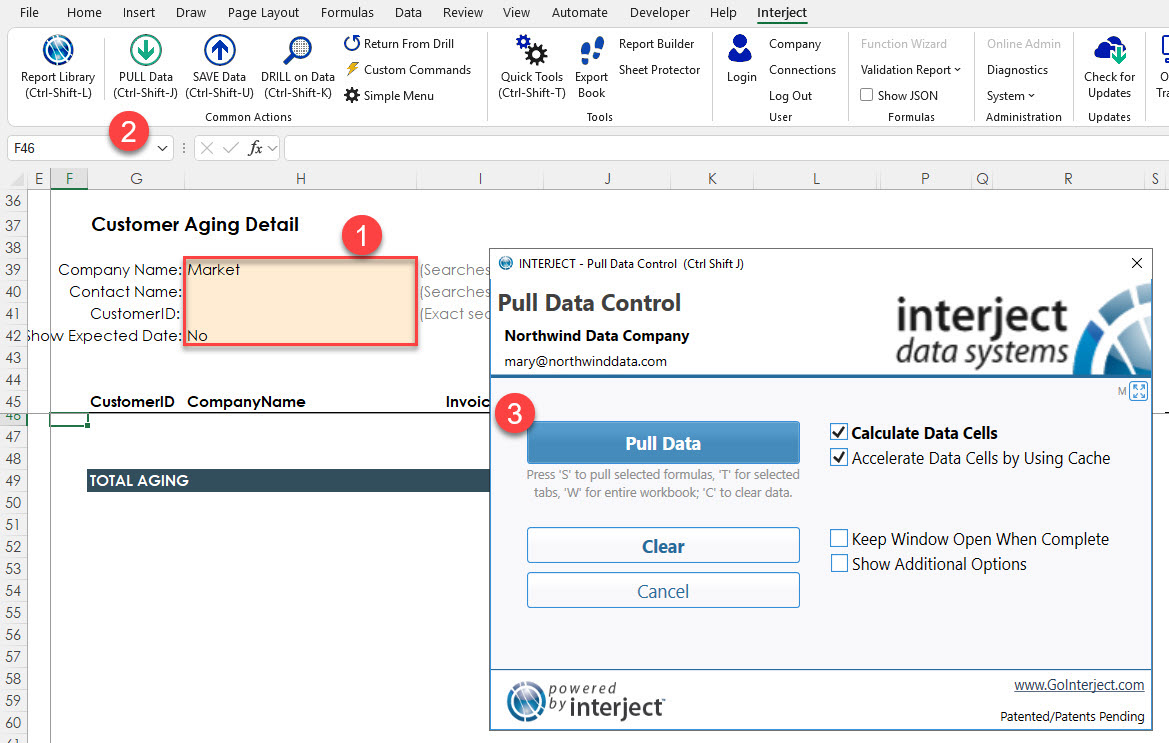 File Home Insert Draw Page Layout Formulas Data Review View Automate Developer Help Interject
Report Library
(Ctrl-Shift-L)
PULL Data
(Ctrl-Shift-J)
SAVE Data
(Ctrl-Shift-U)
DRILL on Data
(Ctrl-Shift-K)
Return From Drill
Custom Commands
Simple Menu
Common Actions
Quick Tools
(Ctrl-Shift-T)
Export
Book
Report Builder
Sheet Protector
Tools
Login
Company
Connections
Log Out
User
Function Wizard
Validation Report
Show JSON
Formulas
Online Admin
Diagnostics
System
Administration
Check for
Updates
Updates
2
F46
fx
E F G H I J K L P Q R S
36
37 Customer Aging Detail
1
38
39 Company Name: Market (Searches
40 Contact Name: (Searches
41 CustomerID: (Exact sec
42 Show Expected Date: No
43
44
45 CustomerID CompanyName Invoic
46
47
48
49 TOTAL AGING
50
51
52
53
54
55
56
57
58
59
60
61
INTERJECT - Pull Data Control (Ctrl Shift J)
Pull Data Control
Northwind Data Company
mary@northwinddata.com
interject
data systems
M
3
Pull Data
Press 'S' to pull selected formulas, 'T' for selected
tabs, 'W' for entire workbook; 'C' to clear data.
Clear
Cancel
Calculate Data Cells
Accelerate Data Cells by Using Cache
Keep Window Open When Complete
Show Additional Options
powered
by interject
www.GoInterject.com
Patented/Patents Pending